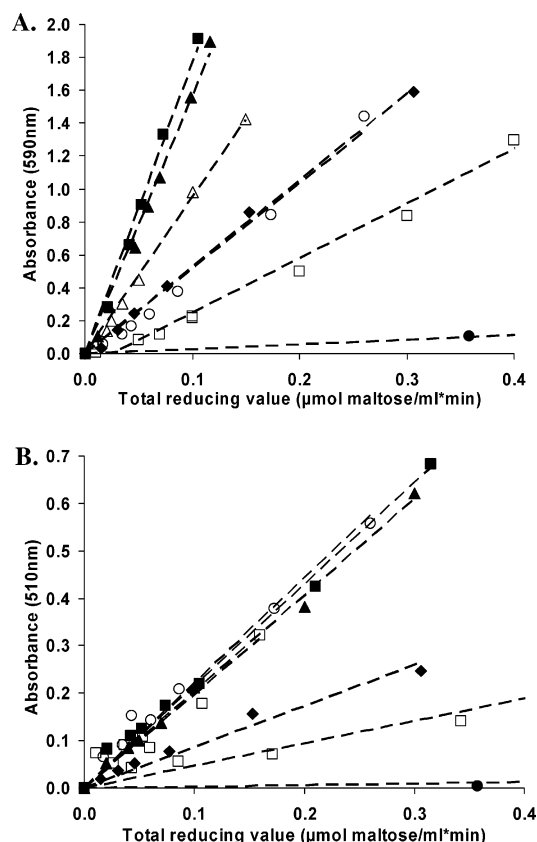 A.
Absorbance (590nm)
2.0
1.8
1.6
1.4
1.2
1.0
0.8
0.6
0.4
0.2
0.0
0.0 0.1 0.2 0.3 0.4
Total reducing value (µmol maltose/ml*min)
B.
Absorbance (510nm)
0.7
0.6
0.5
0.4
0.3
0.2
0.1
0.0
0.0 0.1 0.2 0.3 0.4
Total reducing value (µmol maltose/ml*min)